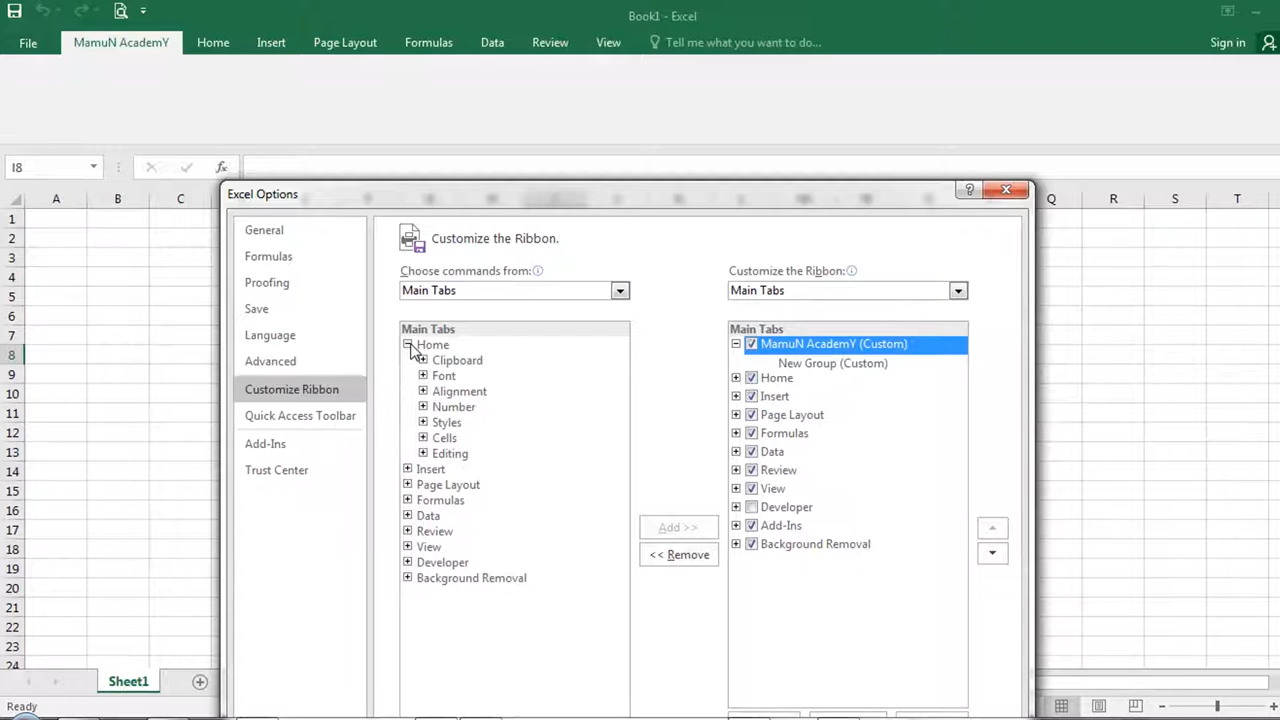 Book1 - Excel
File MamuN AcademY Home Insert Page Layout Formulas Data Review View Tell me what you want to do... Sign in
I8 fx
Excel Options
A B C Q R S T
1
2
3
4
5
6
7
8
9
10
11
12
13
14
15
16
17
18
19
20
21
22
23
24
General
Formulas
Proofing
Save
Language
Advanced
Customize Ribbon
Quick Access Toolbar
Add-Ins
Trust Center
Customize the Ribbon.
Choose commands from:
Main Tabs
Main Tabs
Home
Clipboard
Font
Alignment
Number
Styles
Cells
Editing
Insert
Page Layout
Formulas
Data
Review
View
Developer
Background Removal
Add >>
<< Remove
Customize the Ribbon:
Main Tabs
Main Tabs
MamuN AcademY (Custom)
New Group (Custom)
Home
Insert
Page Layout
Formulas
Data
Review
View
Developer
Add-Ins
Background Removal
Sheet1
Ready